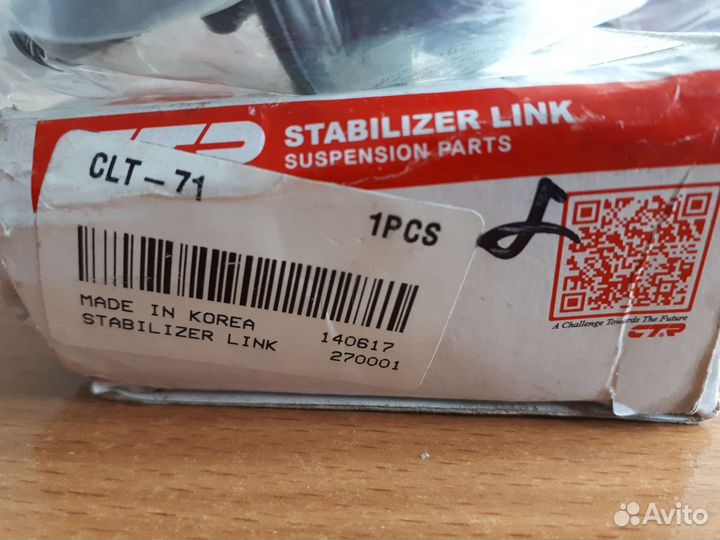 CTR
STABILIZER LINK
SUSPENSION PARTS
CLT-71
1PCS
MADE IN KOREA
STABILIZER LINK
140617
270001
A Challenge Towards The Future
CTR
Avito